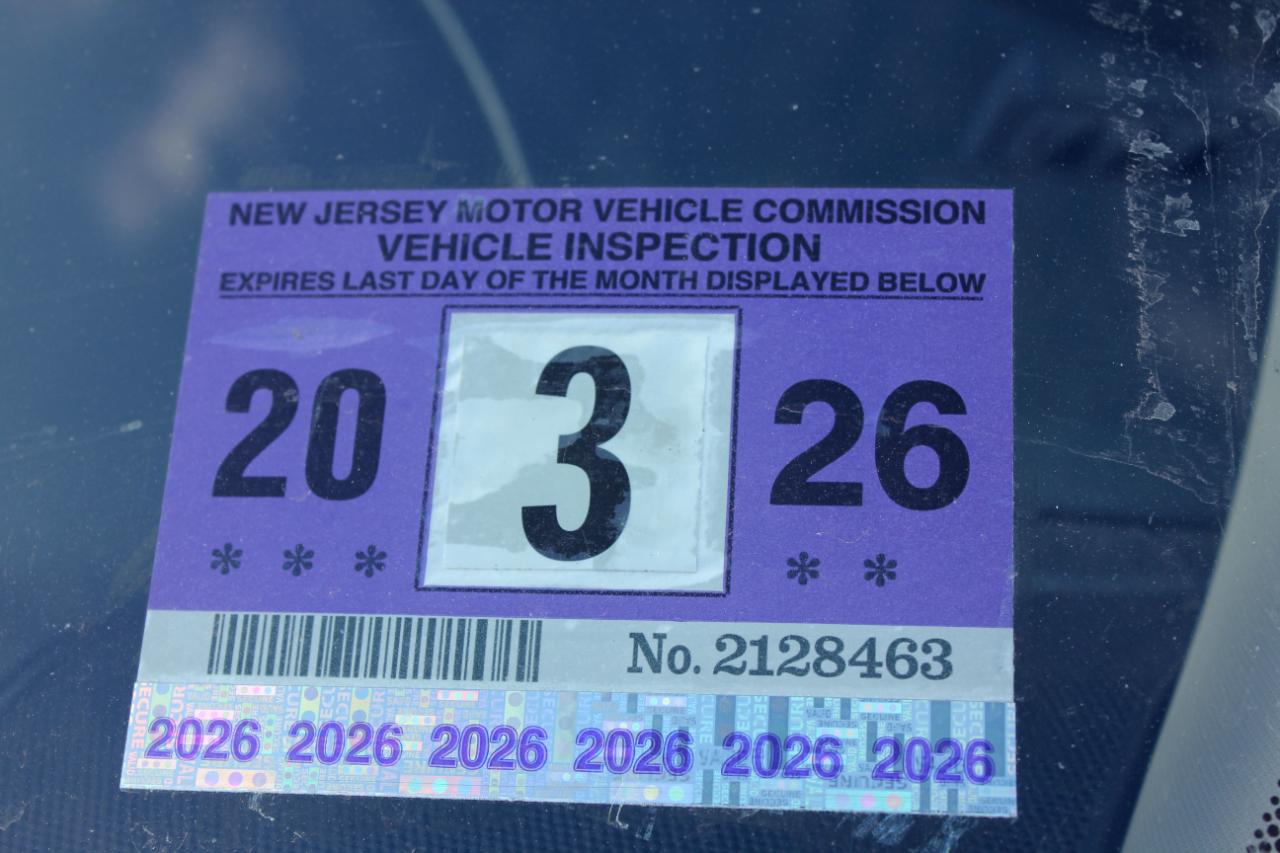 NEW JERSEY MOTOR VEHICLE COMMISSION
VEHICLE INSPECTION
EXPIRES LAST DAY OF THE MONTH DISPLAYED BELOW
20 3 26
* * * * *
No. 2128463
2026 2026 2026 2026 2026 2026